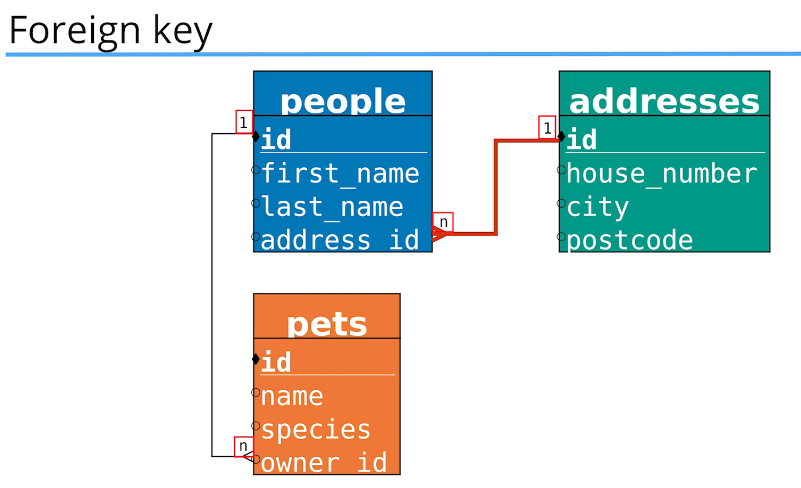 Foreign key
people
1
id
first_name
last_name
address_id
n
addresses
1
id
house_number
city
postcode
pets
id
name
species
n
owner_id